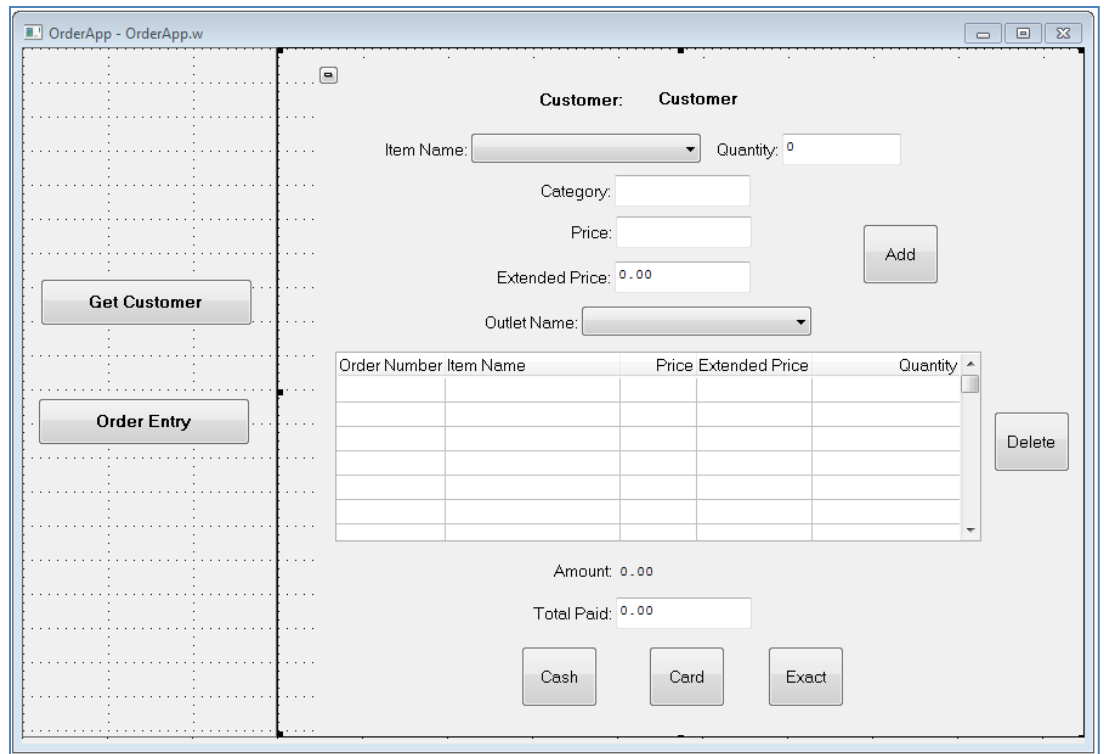 OrderApp - OrderApp.w
Customer: Customer
Item Name: Quantity: 0
Category:
Price:
Add
Extended Price: 0.00
Get Customer
Outlet Name:
Order Number Item Name Price Extended Price Quantity
Order Entry
Delete
Amount: 0.00
Total Paid: 0.00
Cash Card Exact